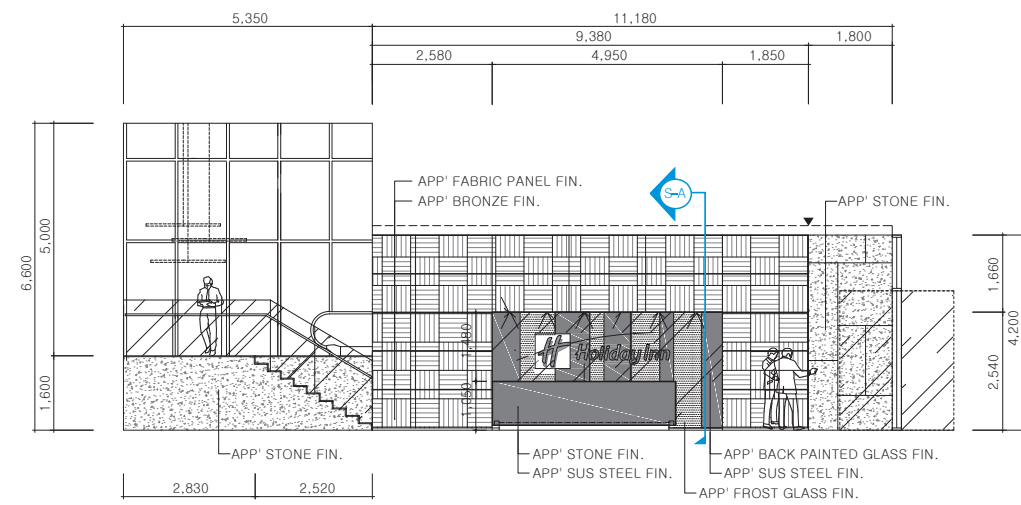 5,350
11,180
9,380
1,800
2,580
4,950
1,850
APP' FABRIC PANEL FIN.
APP' BRONZE FIN.
S-A
APP' STONE FIN.
6,600
5,000
1,600
1,660
2,540
4,200
1,480
1,050
H Holiday Inn
APP' STONE FIN.
APP' STONE FIN.
APP' SUS STEEL FIN.
APP' BACK PAINTED GLASS FIN.
APP' SUS STEEL FIN.
APP' FROST GLASS FIN.
2,830
2,520